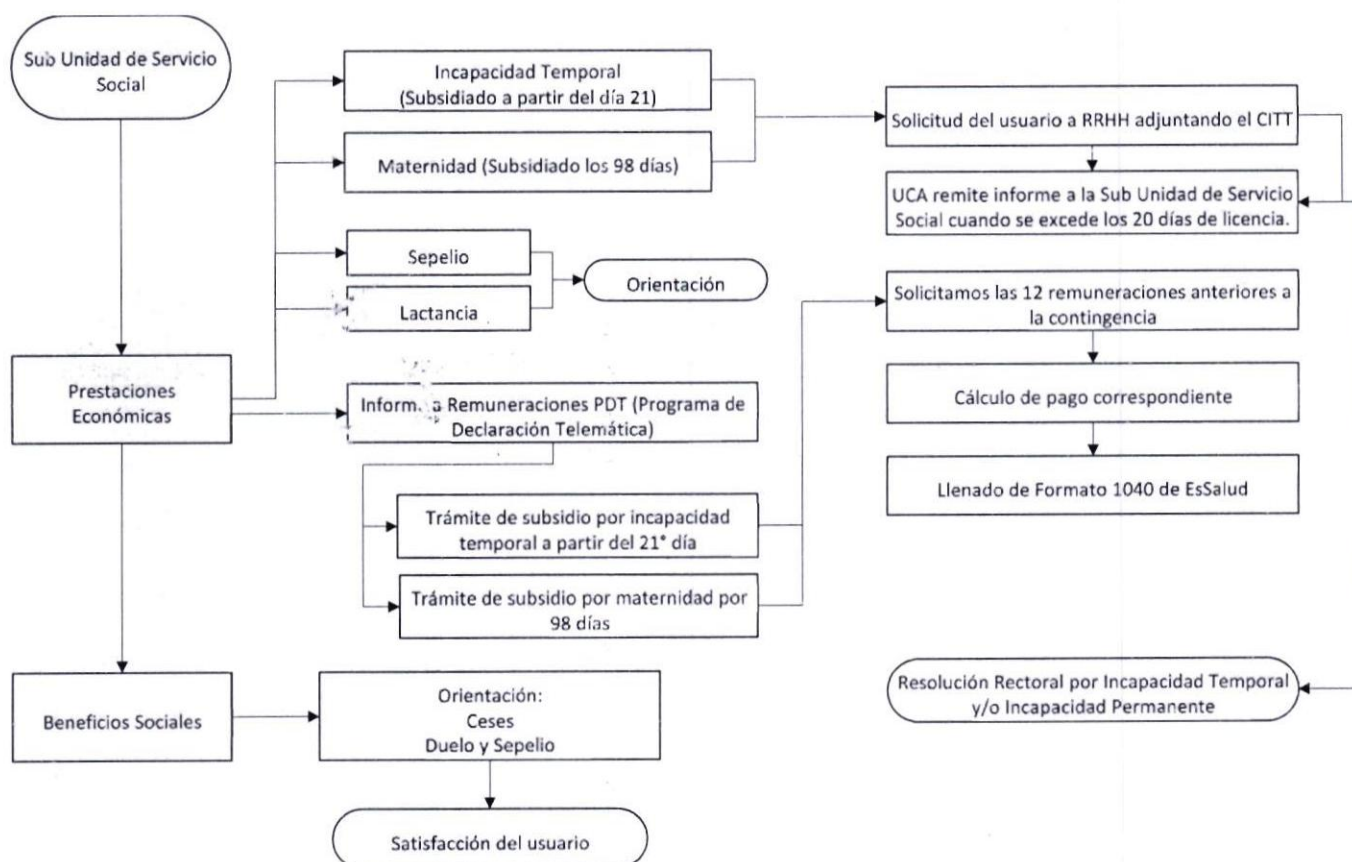 Sub Unidad de Servicio
Social
Incapacidad Temporal
(Subsidiado a partir del día 21)
Maternidad (Subsidiado los 98 días)
Solicitud del usuario a RRHH adjuntando el CITT
UCA remite informe a la Sub Unidad de Servicio
Social cuando se excede los 20 días de licencia.
Sepelio
Lactancia
Orientación
Solicitamos las 12 remuneraciones anteriores a
la contingencia
Prestaciones
Económicas
Remuneraciones PDT (Programa de
Declaración Telemática)
Cálculo de pago correspondiente
Llenado de Formato 1040 de EsSalud
Trámite de subsidio por incapacidad
temporal a partir del 21° día
Trámite de subsidio por maternidad por
98 días
Beneficios Sociales
Orientación:
Ceses
Duelo y Sepelio
Resolución Rectoral por Incapacidad Temporal
y/o Incapacidad Permanente
Satisfacción del usuario